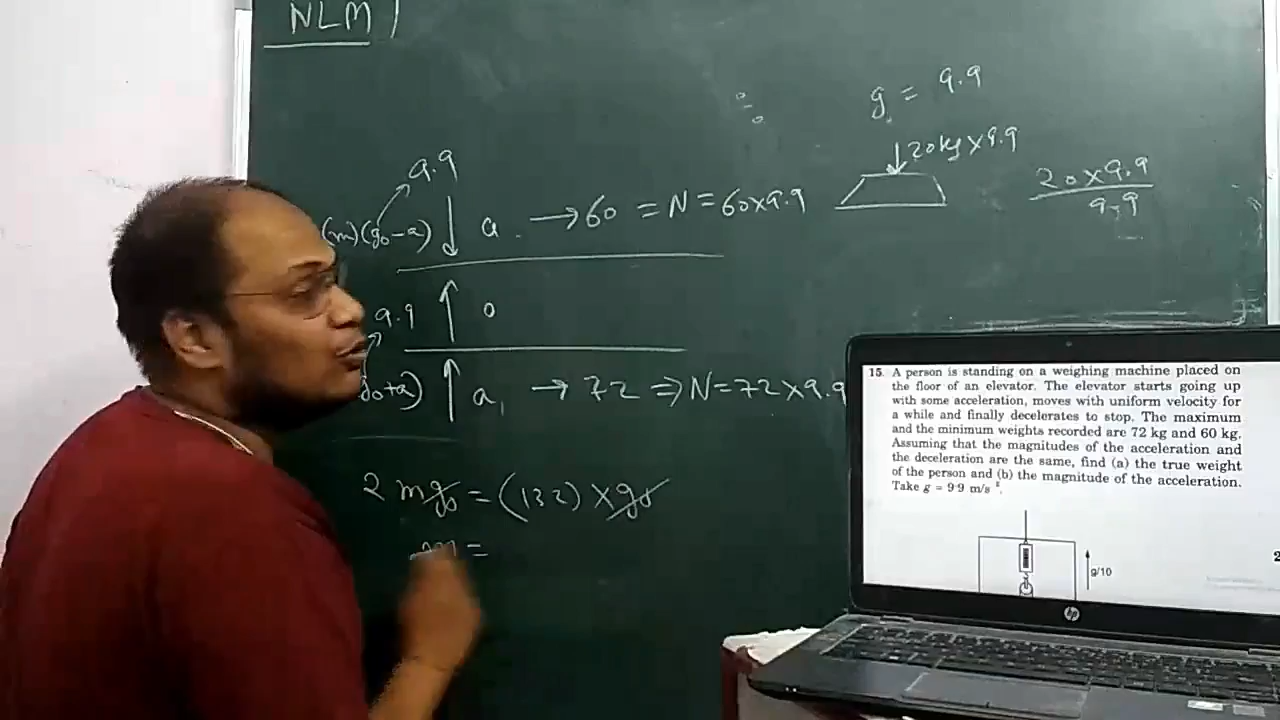 NLM
g = 9.9
20kg×9.9
20×9.9
9.9
9.9
(m)(g₀-a) a → 60 = N = 60×9.9
9.9 0
g₀+a) a, → 72 ⇒ N = 72×9.9
2 mg₀ = (132) × g₀
=
15. A person is standing on a weighing machine placed on
the floor of an elevator. The elevator starts going up
with some acceleration, moves with uniform velocity for
a while and finally decelerates to stop. The maximum
and the minimum weights recorded are 72 kg and 60 kg.
Assuming that the magnitudes of the acceleration and
the deceleration are the same, find (a) the true weight
of the person and (b) the magnitude of the acceleration.
Take g = 9·9 m/s ².
g/10
2
hp